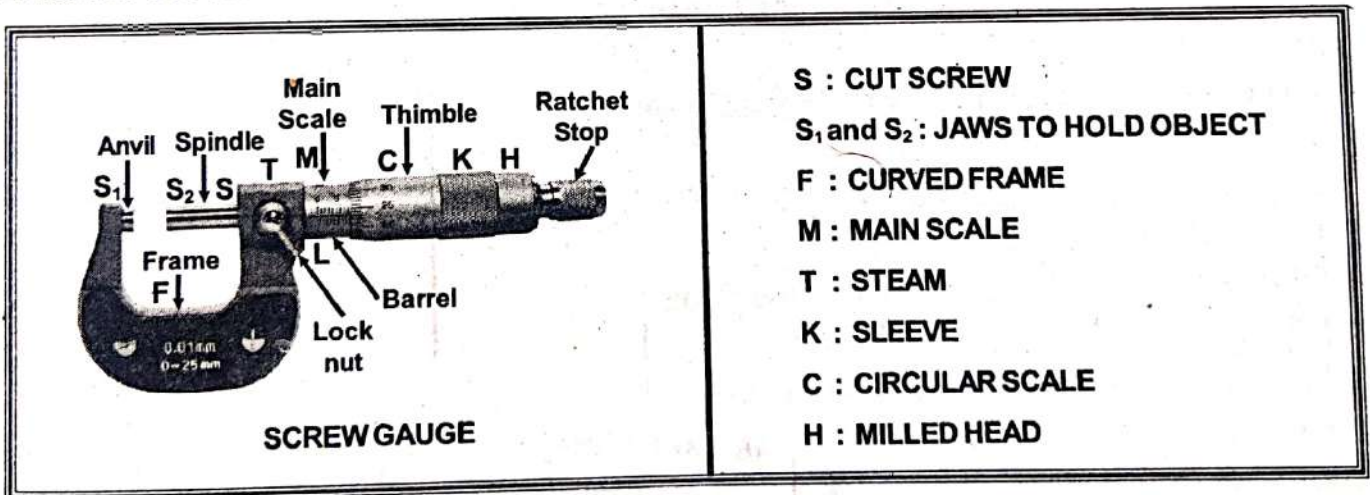 Main
Scale
Thimble
Ratchet
Stop
Anvil
Spindle
S₁
S₂
S
T
M
C
K
H
L
Frame
F
Barrel
Lock
nut
0.01mm
0-25mm
SCREW GAUGE
S : CUT SCREW
S₁ and S₂ : JAWS TO HOLD OBJECT
F : CURVED FRAME
M : MAIN SCALE
T : STEAM
K : SLEEVE
C : CIRCULAR SCALE
H : MILLED HEAD